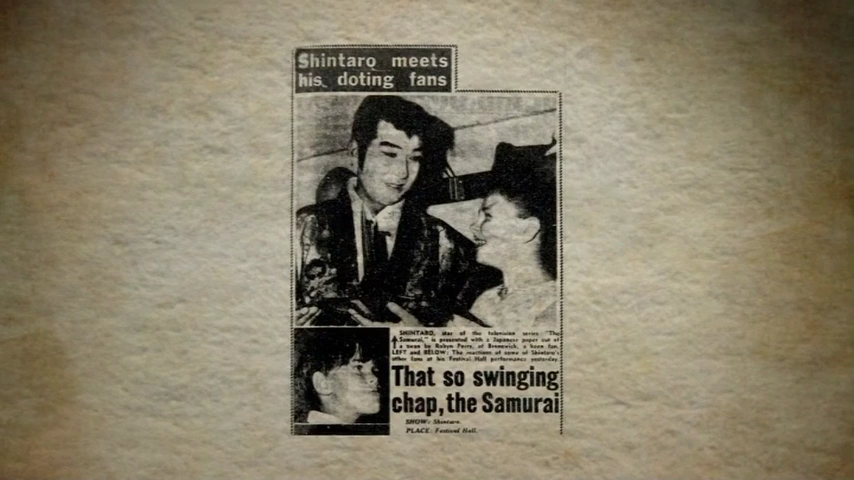 Shintaro meets
his doting fans
SHINTARO, star of the television series "The
Samurai," is presented with a Japanese paper cut of
a swan by Robyn Perry, of Brunswick, a keen fan.
LEFT and BELOW: The reactions of some of Shintaro's
other fans at his Festival Hall performance yesterday.
That so swinging
chap, the Samurai
SHOW: Shintaro.
PLACE: Festival Hall.